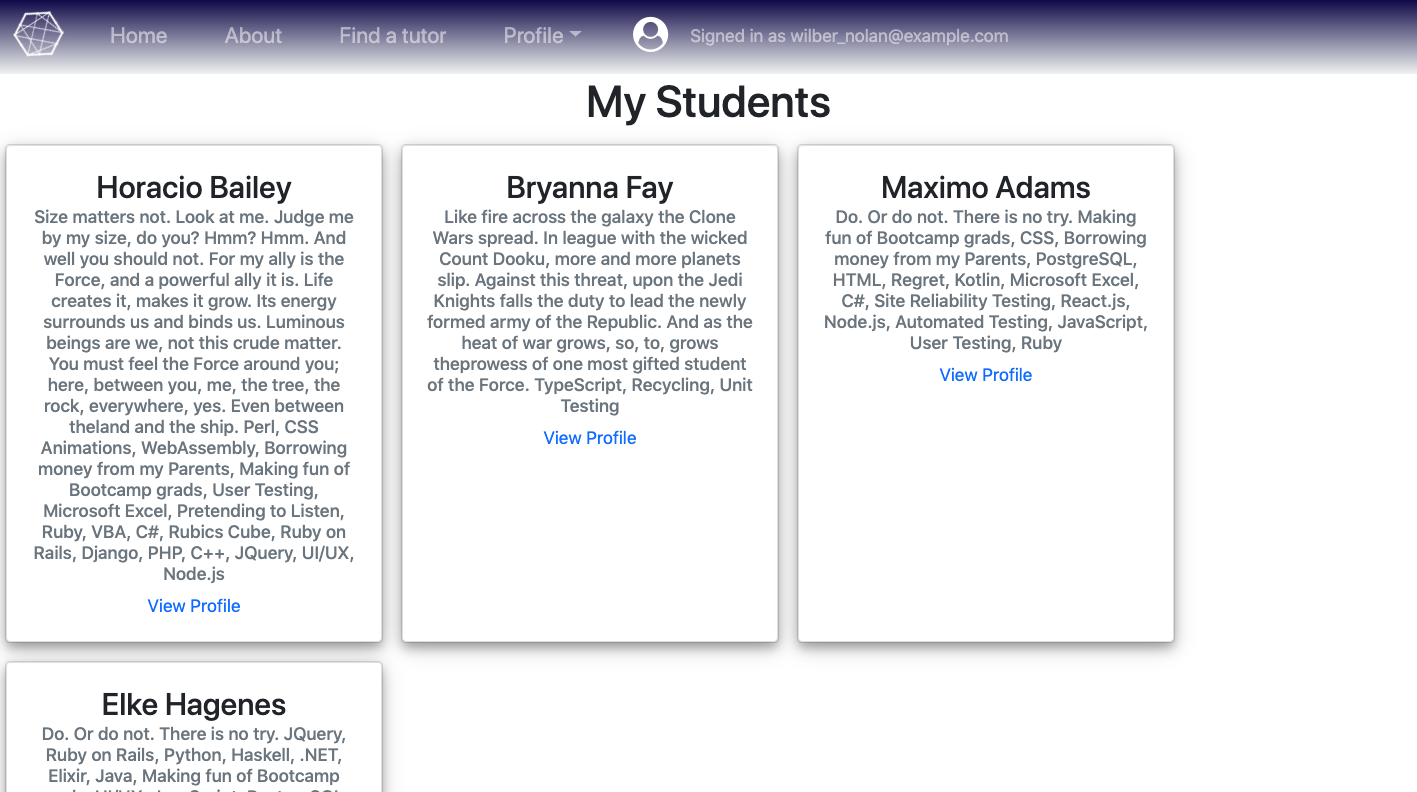 Home About Find a tutor Profile Signed in as wilber_nolan@example.com
My Students
Horacio Bailey
Size matters not. Look at me. Judge me
by my size, do you? Hmm? Hmm. And
well you should not. For my ally is the
Force, and a powerful ally it is. Life
creates it, makes it grow. Its energy
surrounds us and binds us. Luminous
beings are we, not this crude matter.
You must feel the Force around you;
here, between you, me, the tree, the
rock, everywhere, yes. Even between
theland and the ship. Perl, CSS
Animations, WebAssembly, Borrowing
money from my Parents, Making fun of
Bootcamp grads, User Testing,
Microsoft Excel, Pretending to Listen,
Ruby, VBA, C#, Rubics Cube, Ruby on
Rails, Django, PHP, C++, JQuery, UI/UX,
Node.js
View Profile
Bryanna Fay
Like fire across the galaxy the Clone
Wars spread. In league with the wicked
Count Dooku, more and more planets
slip. Against this threat, upon the Jedi
Knights falls the duty to lead the newly
formed army of the Republic. And as the
heat of war grows, so, to, grows
theprowess of one most gifted student
of the Force. TypeScript, Recycling, Unit
Testing
View Profile
Maximo Adams
Do. Or do not. There is no try. Making
fun of Bootcamp grads, CSS, Borrowing
money from my Parents, PostgreSQL,
HTML, Regret, Kotlin, Microsoft Excel,
C#, Site Reliability Testing, React.js,
Node.js, Automated Testing, JavaScript,
User Testing, Ruby
View Profile
Elke Hagenes
Do. Or do not. There is no try. JQuery,
Ruby on Rails, Python, Haskell, .NET,
Elixir, Java, Making fun of Bootcamp